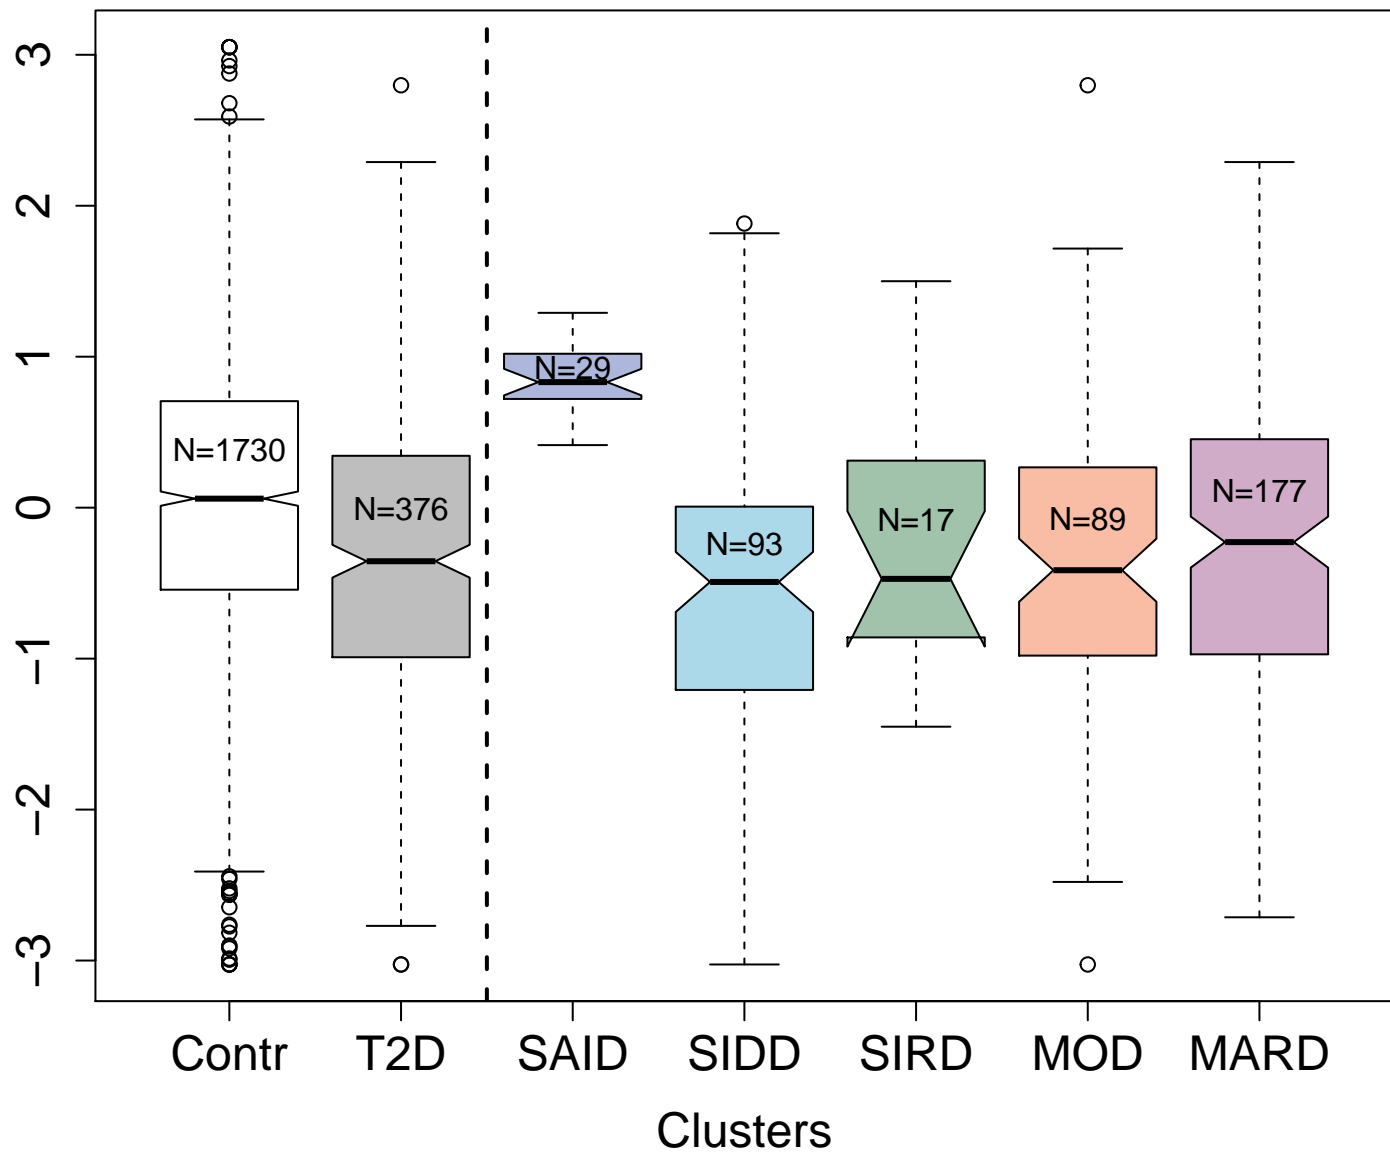 3
2
1
0
−1
−2
−3
N=1730
N=376
N=29
N=93
N=17
N=89
N=177
Contr T2D SAID SIDD SIRD MOD MARD
Clusters